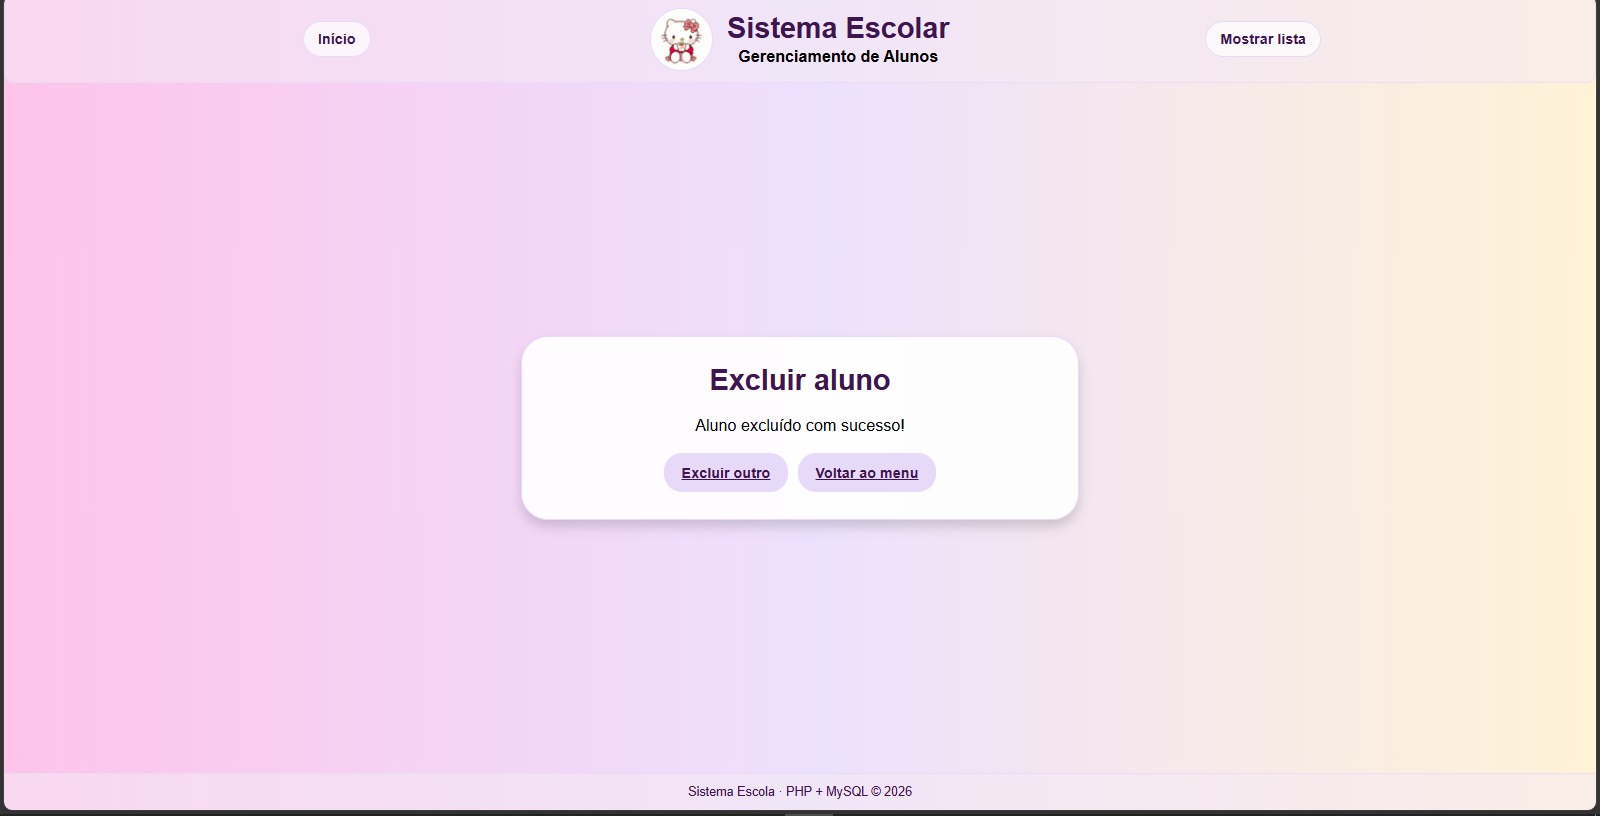 Início
Sistema Escolar
Gerenciamento de Alunos
Mostrar lista
Excluir aluno
Aluno excluído com sucesso!
Excluir outro
Voltar ao menu
Sistema Escola · PHP + MySQL © 2026